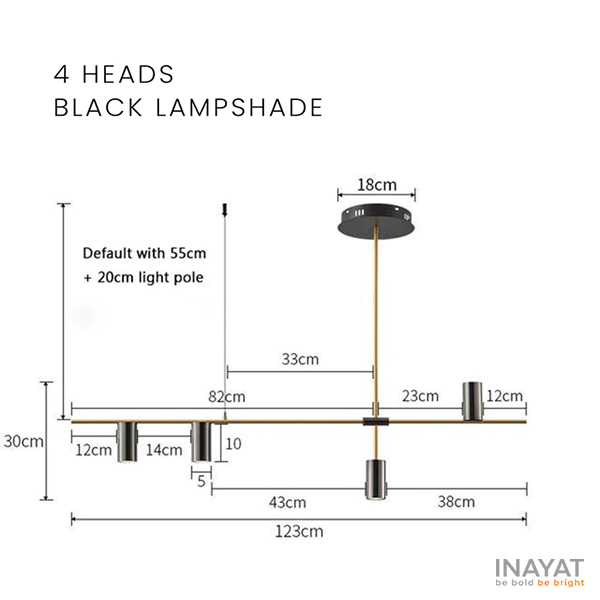 4 HEADS
BLACK LAMPSHADE
18cm
Default with 55cm
+ 20cm light pole
33cm
82cm
23cm
12cm
30cm
12cm
14cm
10
5
43cm
38cm
123cm
INAYAT
be bold be bright